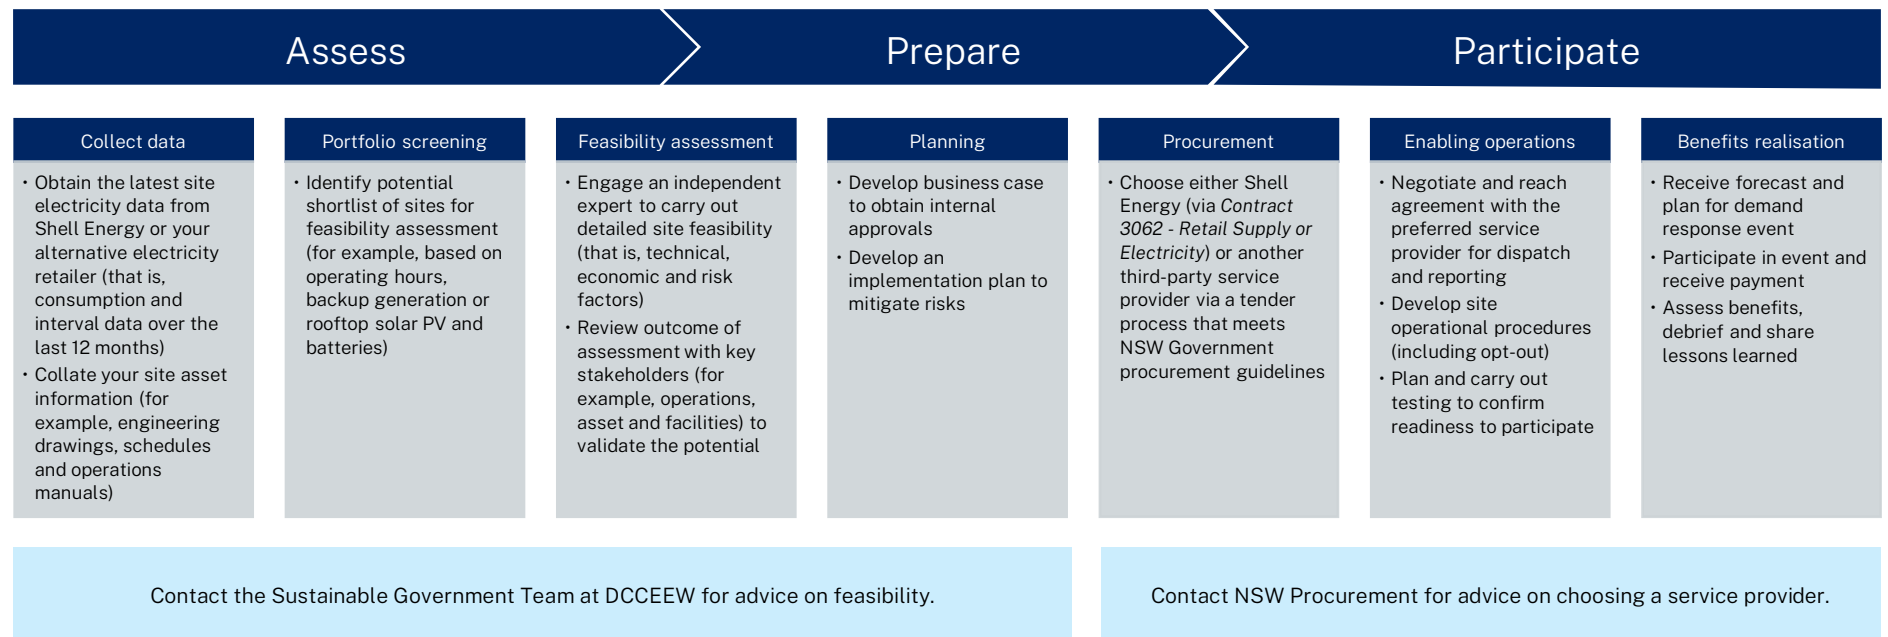 Assess
Prepare
Participate
Collect data
• Obtain the latest site
electricity data from
Shell Energy or your
alternative electricity
retailer (that is,
consumption and
interval data over the
last 12 months)
• Collate your site asset
information (for
example, engineering
drawings, schedules
and operations
manuals)
Portfolio screening
• Identify potential
shortlist of sites for
feasibility assessment
(for example, based on
operating hours,
backup generation or
rooftop solar PV and
batteries)
Feasibility assessment
• Engage an independent
expert to carry out
detailed site feasibility
(that is, technical,
economic and risk
factors)
• Review outcome of
assessment with key
stakeholders (for
example, operations,
asset and facilities) to
validate the potential
Planning
• Develop business case
to obtain internal
approvals
• Develop an
implementation plan to
mitigate risks
Procurement
• Choose either Shell
Energy (via Contract
3062 - Retail Supply or
Electricity) or another
third-party service
provider via a tender
process that meets
NSW Government
procurement guidelines
Enabling operations
• Negotiate and reach
agreement with the
preferred service
provider for dispatch
and reporting
• Develop site
operational procedures
(including opt-out)
• Plan and carry out
testing to confirm
readiness to participate
Benefits realisation
• Receive forecast and
plan for demand
response event
• Participate in event and
receive payment
• Assess benefits,
debrief and share
lessons learned
Contact the Sustainable Government Team at DCCEEW for advice on feasibility.
Contact NSW Procurement for advice on choosing a service provider.